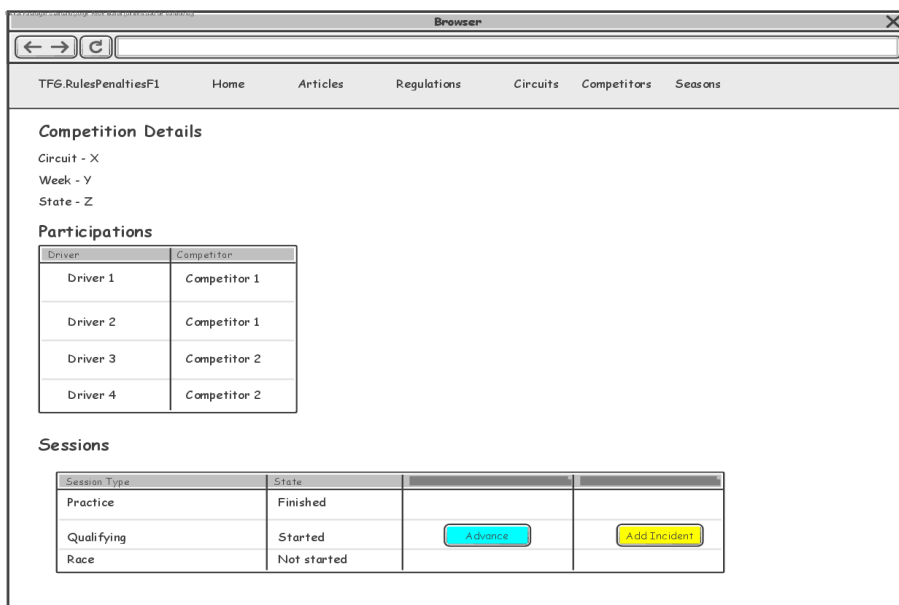 Browser
TFG.RulesPenaltiesF1 Home Articles Regulations Circuits Competitors Seasons
Competition Details
Circuit - X
Week - Y
State - Z
Participations
Driver Competitor
Driver 1 Competitor 1
Driver 2 Competitor 1
Driver 3 Competitor 2
Driver 4 Competitor 2
Sessions
Session Type State
Practice Finished
Qualifying Started Advance Add Incident
Race Not started